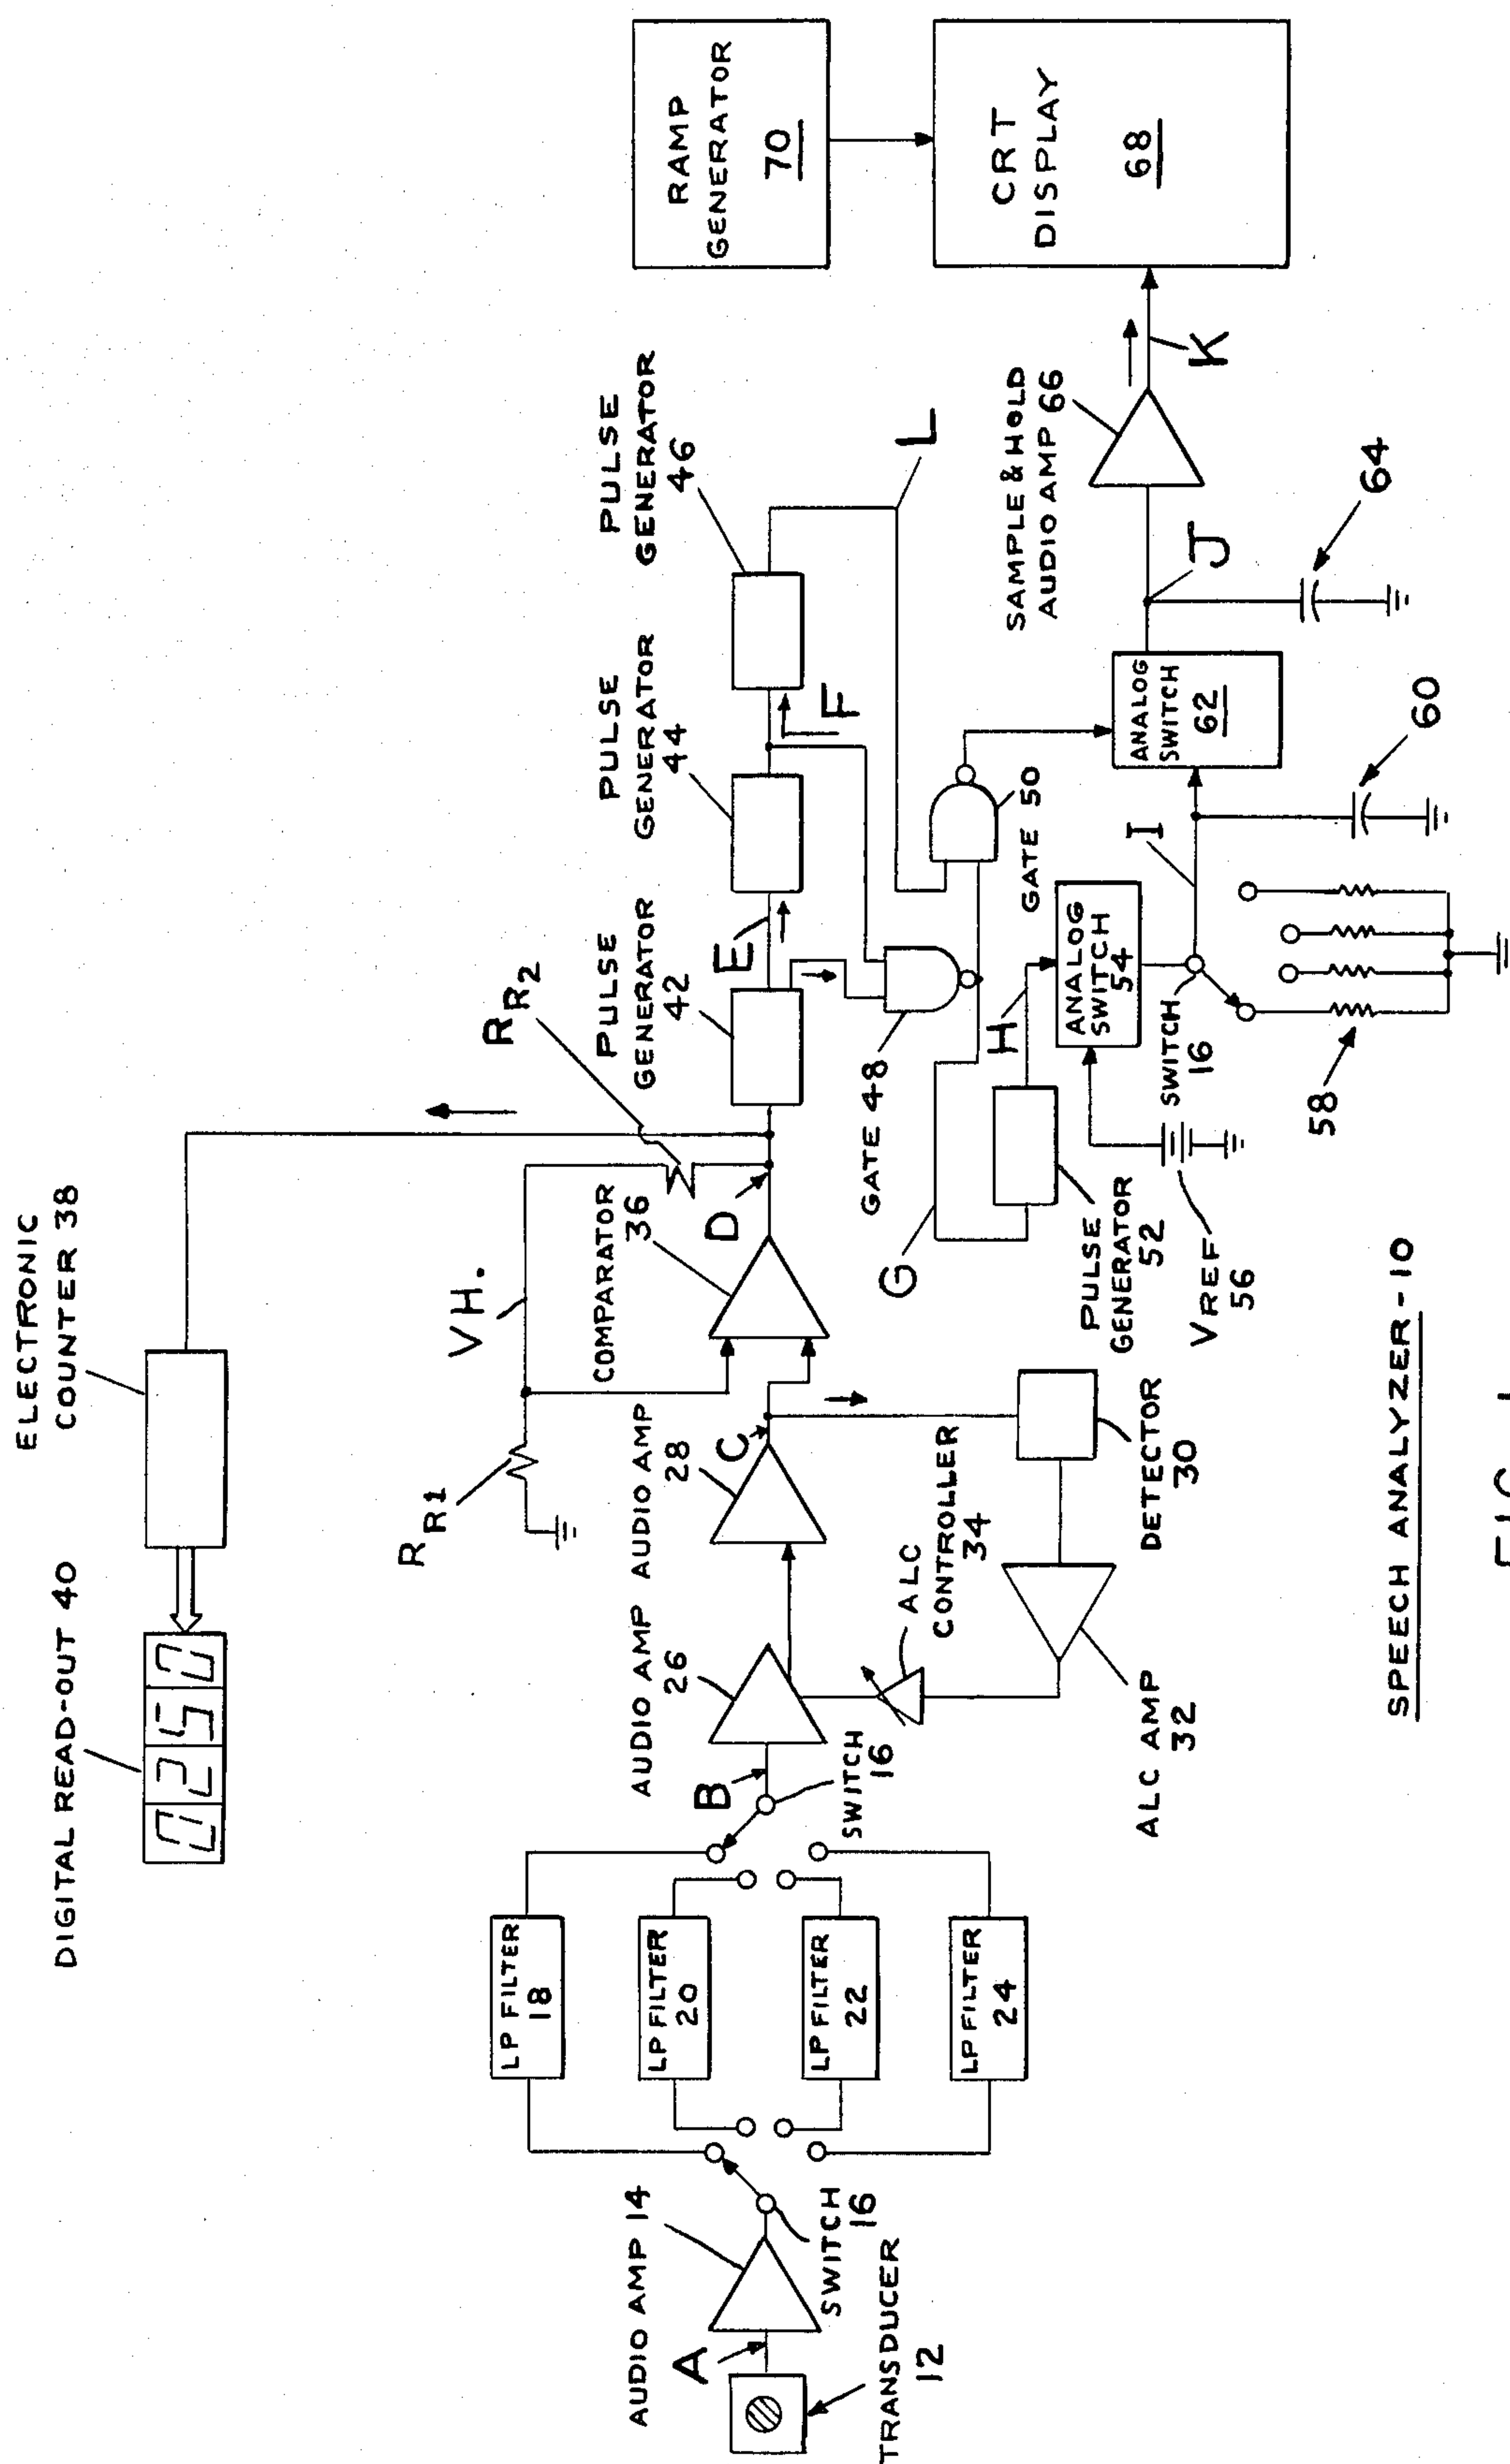 DIGITAL READ-OUT 40
0250
ELECTRONIC
COUNTER 38
RR1
VH.
RR2
LP FILTER
18
LP FILTER
20
LP FILTER
22
LP FILTER
24
AUDIO AMP 14
A
TRANSDUCER
12
SWITCH
16
B
SWITCH
16
AUDIO AMP
26
AUDIO AMP
28
C
ALC
CONTROLLER
34
ALC AMP
32
DETECTOR
30
COMPARATOR
36
D
PULSE
GENERATOR
42
E
PULSE
GENERATOR
44
F
PULSE
GENERATOR
46
L
GATE 48
G
GATE 50
H
PULSE
GENERATOR
52
VREF
56
ANALOG
SWITCH
54
SWITCH
16
58
I
60
ANALOG
SWITCH
62
J
64
SAMPLE & HOLD
AUDIO AMP 66
K
RAMP
GENERATOR
70
CRT
DISPLAY
68
SPEECH ANALYZER-10